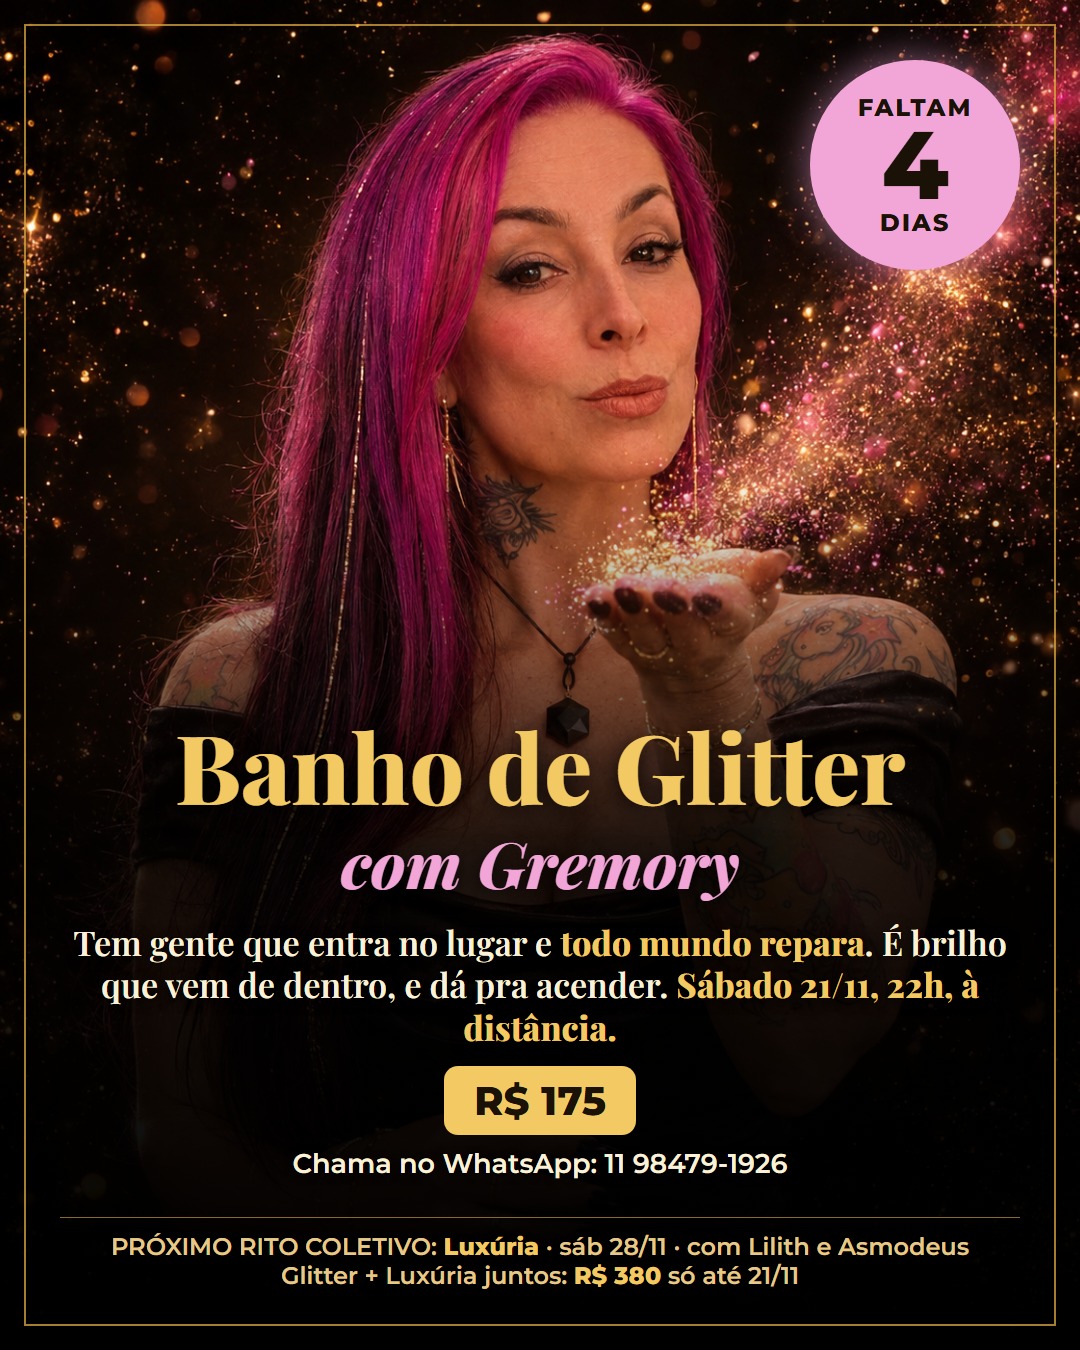 FALTAM
4
DIAS
Banho de Glitter
com Gremory
Tem gente que entra no lugar e todo mundo repara. É brilho
que vem de dentro, e dá pra acender. Sábado 21/11, 22h, à
distância.
R$ 175
Chama no WhatsApp: 11 98479-1926
PRÓXIMO RITO COLETIVO: Luxúria · sáb 28/11 · com Lilith e Asmodeus
Glitter + Luxúria juntos: R$ 380 só até 21/11